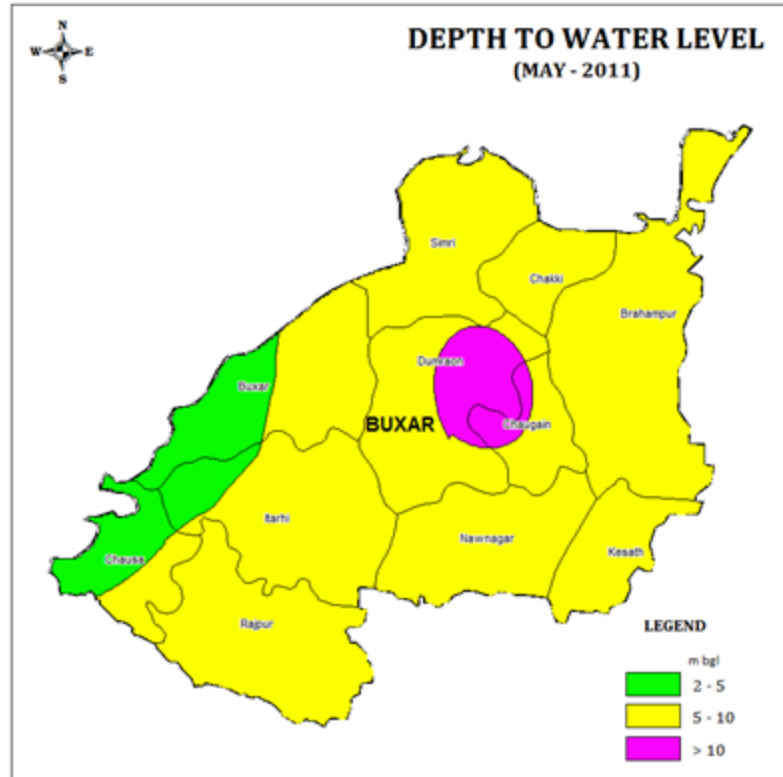 N
W E
S
DEPTH TO WATER LEVEL
(MAY - 2011)
Simri
Chakki
Brahampur
Dumraon
Buxar
BUXAR
Chaugain
Itarhi
Nawnagar
Kesath
Chausa
Rajpur
LEGEND
m bgl
2 - 5
5 - 10
> 10